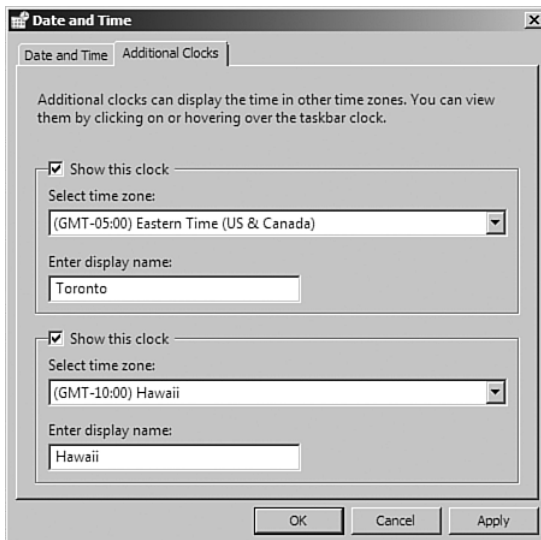 Date and Time
Date and Time
Additional Clocks
Additional clocks can display the time in other time zones. You can view
them by clicking on or hovering over the taskbar clock.
Show this clock
Select time zone:
(GMT-05:00) Eastern Time (US & Canada)
Enter display name:
Toronto
Show this clock
Select time zone:
(GMT-10:00) Hawaii
Enter display name:
Hawaii
OK
Cancel
Apply